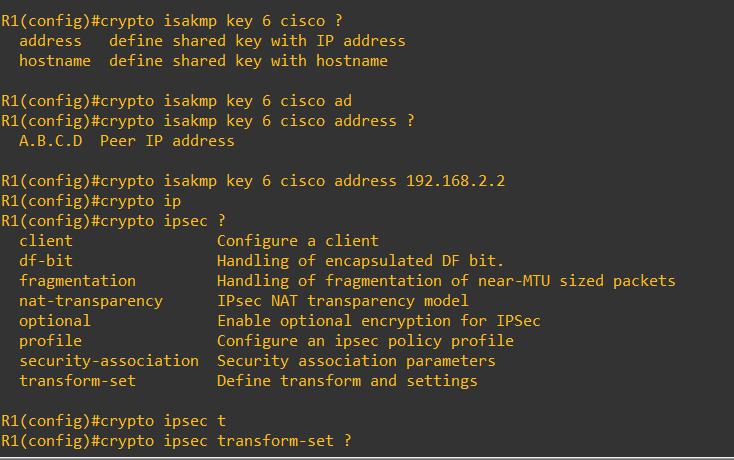 R1(config)#crypto isakmp key 6 cisco ?
  address   define shared key with IP address
  hostname  define shared key with hostname

R1(config)#crypto isakmp key 6 cisco ad
R1(config)#crypto isakmp key 6 cisco address ?
  A.B.C.D  Peer IP address

R1(config)#crypto isakmp key 6 cisco address 192.168.2.2
R1(config)#crypto ip
R1(config)#crypto ipsec ?
  client                Configure a client
  df-bit                Handling of encapsulated DF bit.
  fragmentation         Handling of fragmentation of near-MTU sized packets
  nat-transparency      IPsec NAT transparency model
  optional              Enable optional encryption for IPSec
  profile               Configure an ipsec policy profile
  security-association  Security association parameters
  transform-set         Define transform and settings

R1(config)#crypto ipsec t
R1(config)#crypto ipsec transform-set ?